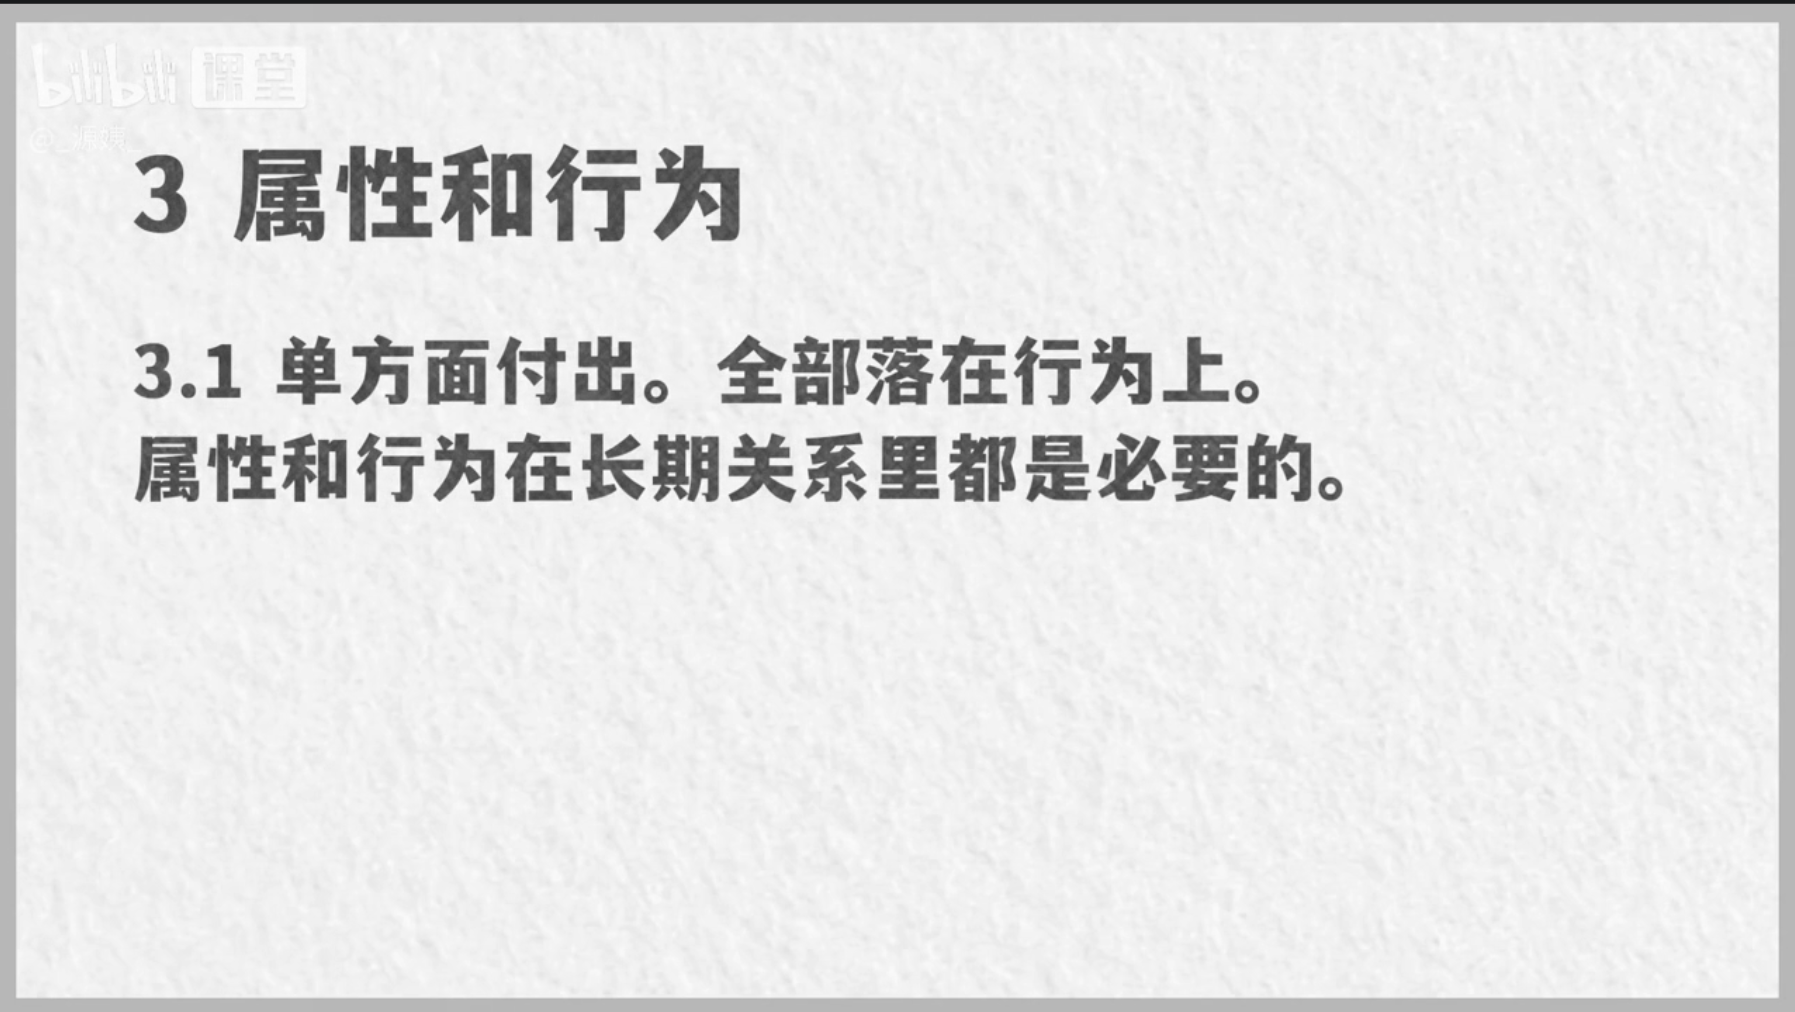 bilibili 课堂
3 属性和行为
3.1 单方面付出。全部落在行为上。
属性和行为在长期关系里都是必要的。